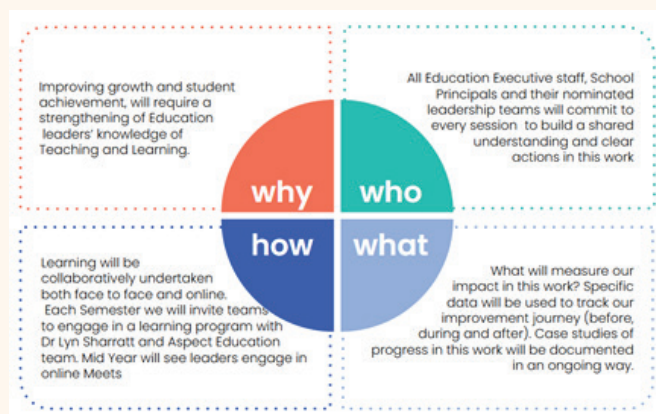 Improving growth and student
achievement, will require a
strengthening of Education
leaders' knowledge of
Teaching and Learning.
why
All Education Executive staff, School
Principals and their nominated
leadership teams will commit to
every session to build a shared
understanding and clear
actions in this work
who
how
Learning will be
collaboratively undertaken
both face to face and online.
Each Semester we will invite teams
to engage in a learning program with
Dr Lyn Sharratt and Aspect Education
team. Mid Year will see leaders engage in
online Meets
what
What will measure our
impact in this work? Specific
data will be used to track our
improvement journey (before,
during and after). Case studies of
progress in this work will be documented
in an ongoing way.